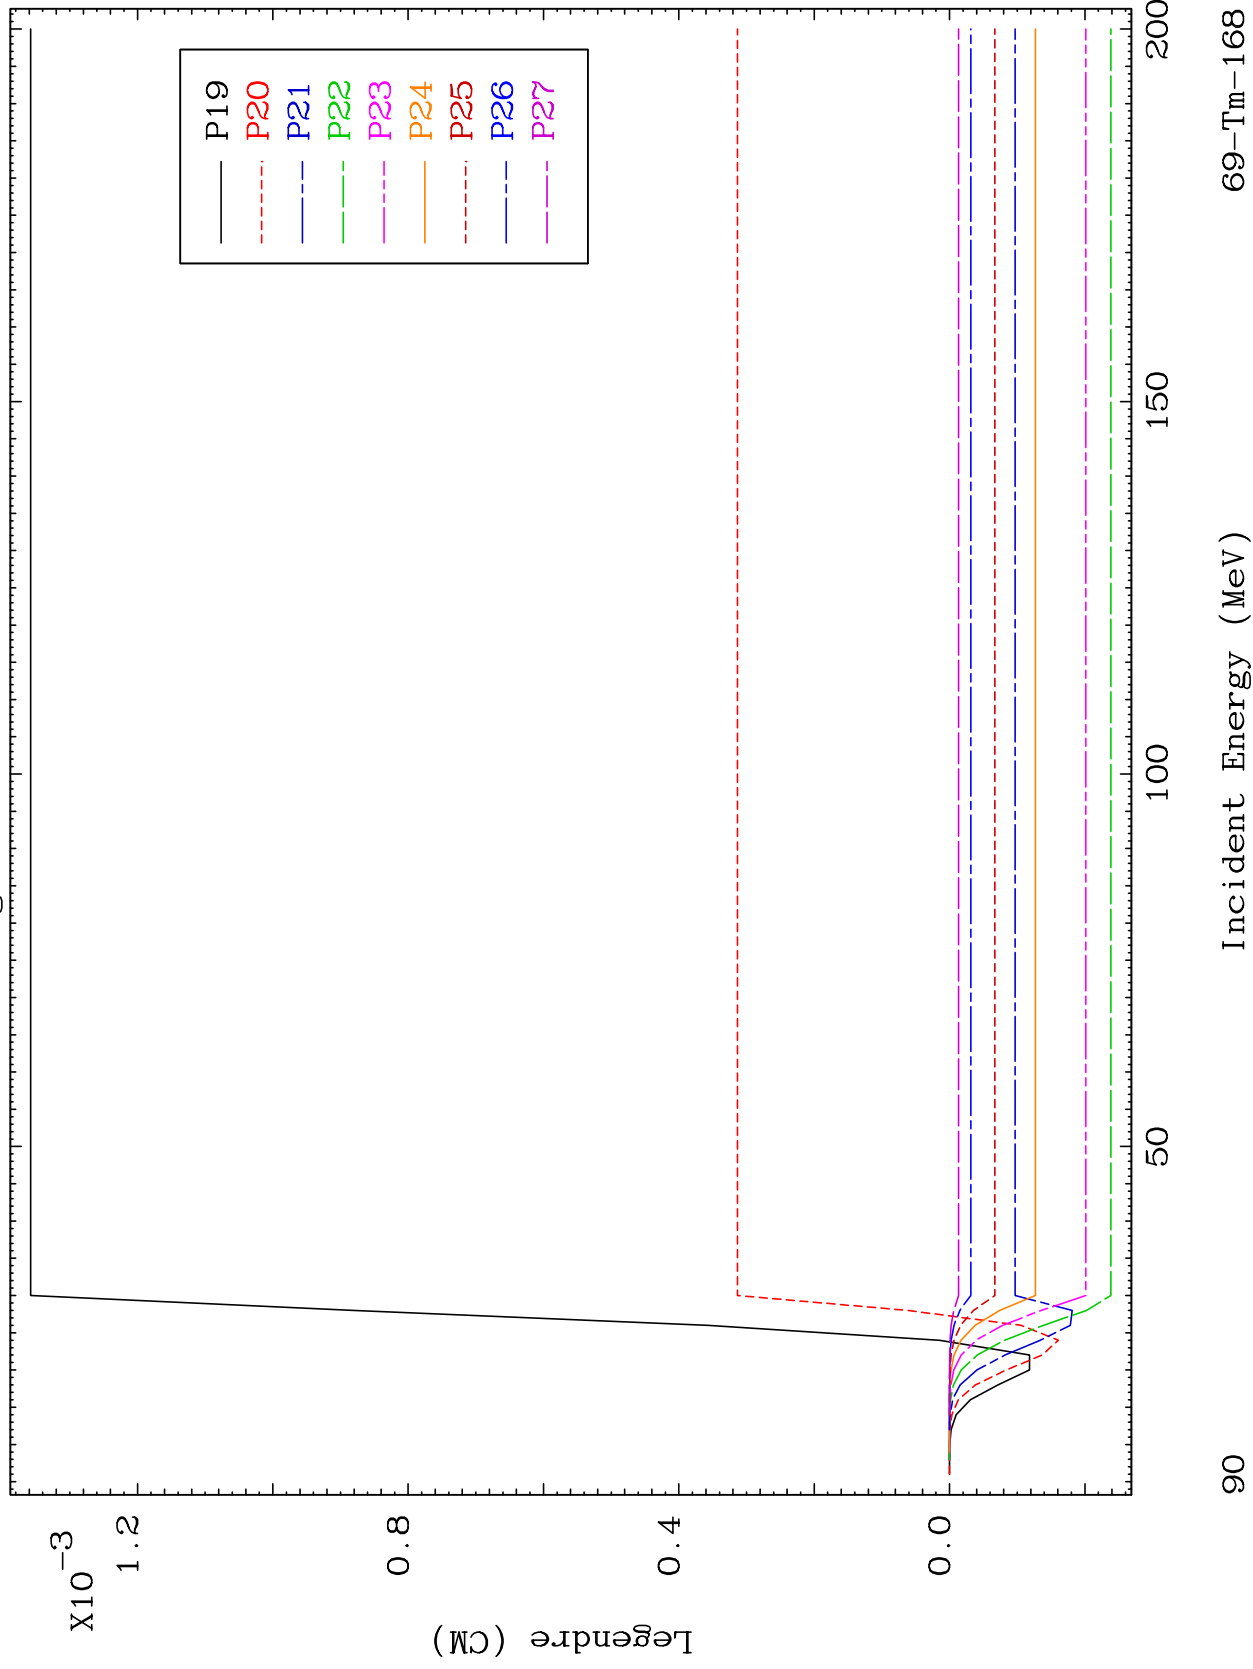 X10-3
1.2
0.8
0.4
0.0
Legendre (CM)
P19
P20
P21
P22
P23
P24
P25
P26
P27
50
100
150
200
Incident Energy (MeV)
90
69-Tm-168